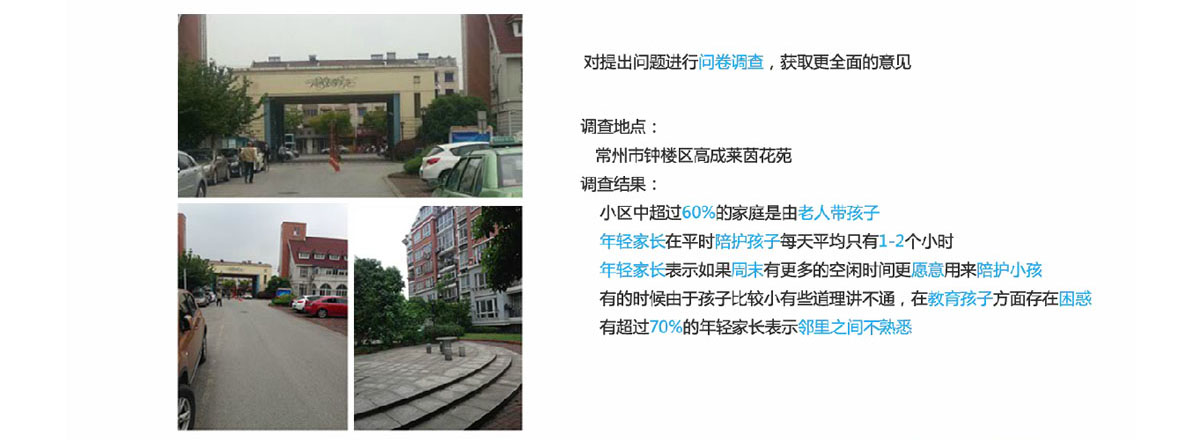 对提出问题进行问卷调查，获取更全面的意见
调查地点：
常州市钟楼区高成莱茵花苑
调查结果：
小区中超过60%的家庭是由老人带孩子
年轻家长在平时陪护孩子每天平均只有1-2个小时
年轻家长表示如果周末有更多的空闲时间更愿意用来陪护小孩
有的时候由于孩子比较小有些道理讲不通，在教育孩子方面存在困惑
有超过70%的年轻家长表示邻里之间不熟悉